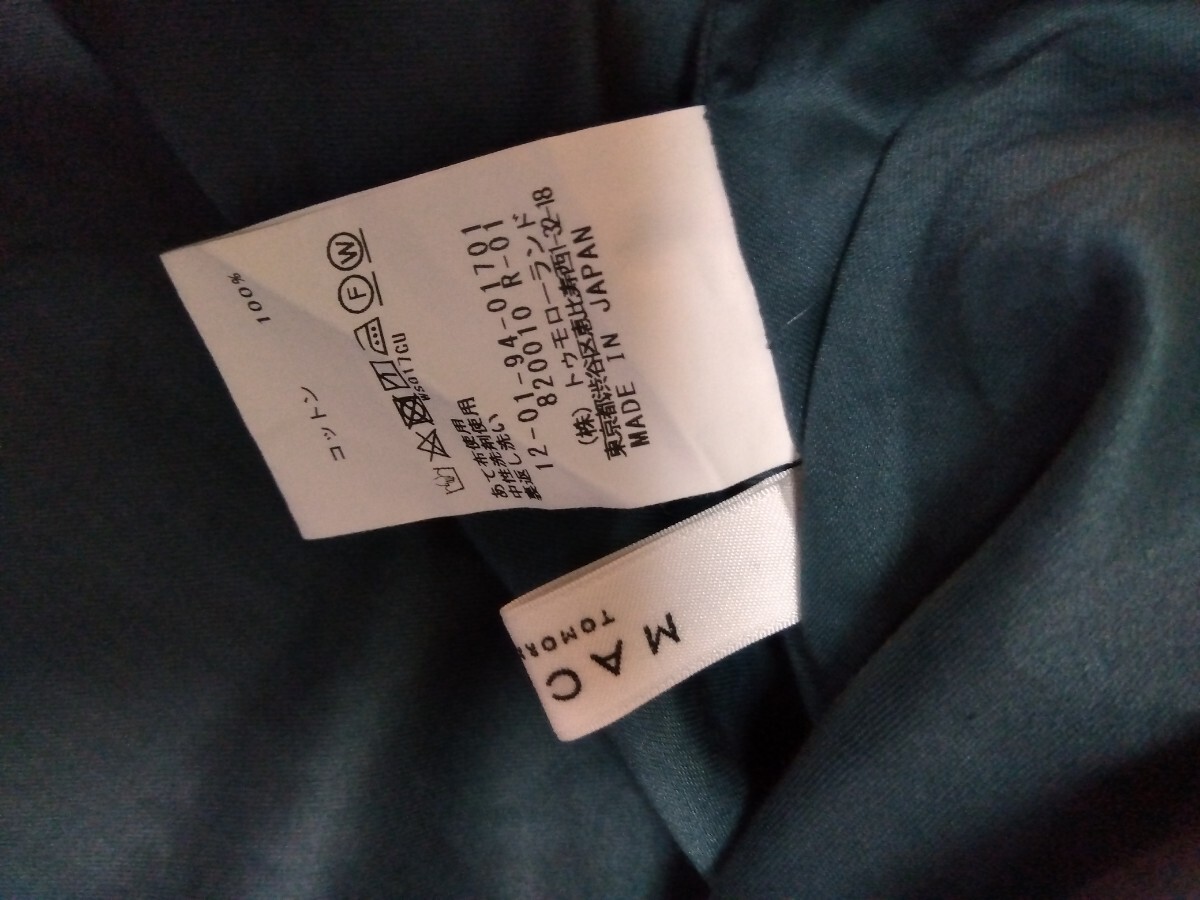 コットン 100%
F W
WS017CU
あて布使用
中性洗剤使用
裏返し洗い
12-01-94-01701
820010 R-01
(株) トゥモローランド
東京都渋谷区恵比寿西1-32-18
MADE IN JAPAN
MAC
TOMOR